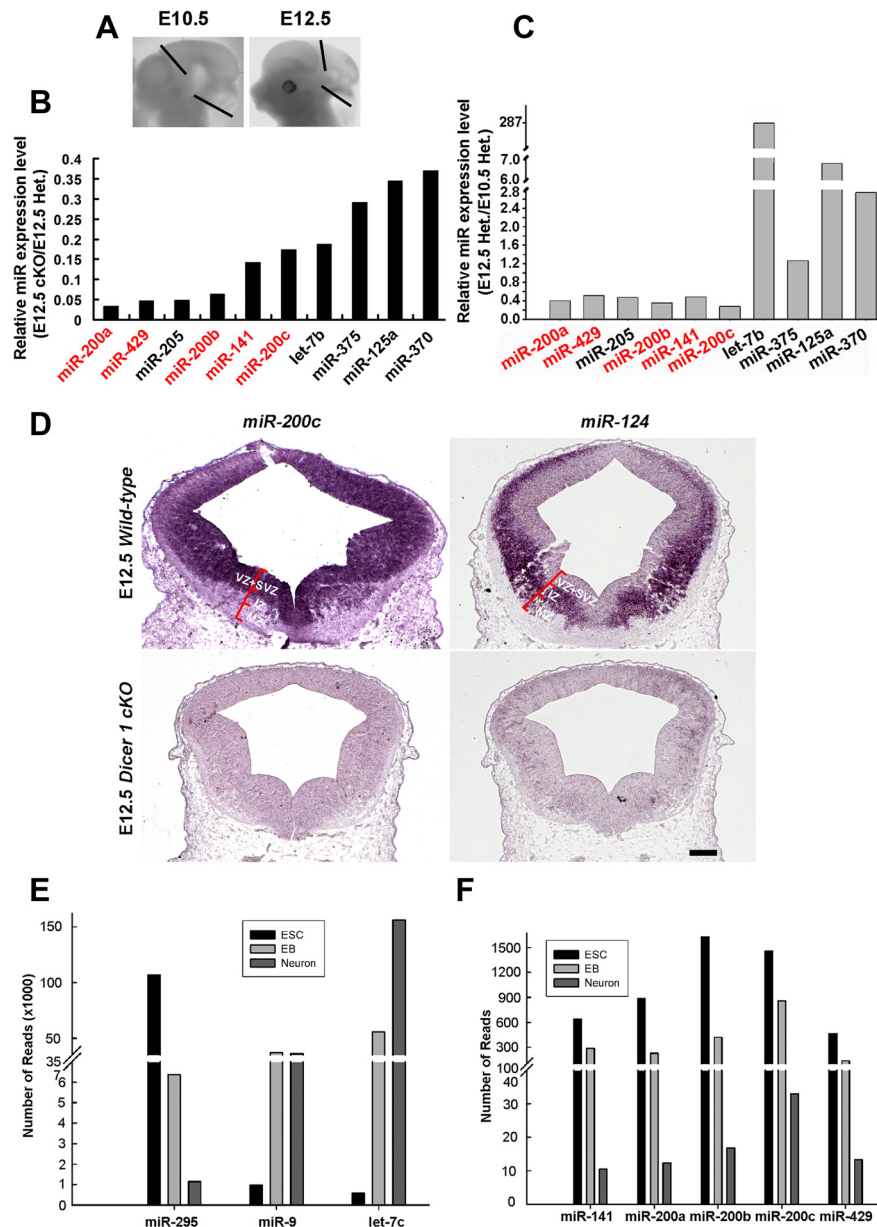 A
E10.5
E12.5
B
Relative miR expression level
(E12.5 cKO/E12.5 Het.)
0.4
0.35
0.3
0.25
0.2
0.15
0.1
0.05
0
miR-200a
miR-429
miR-205
miR-200b
miR-141
miR-200c
let-7b
miR-375
miR-125a
miR-370
C
Relative miR expression level
(E12.5 Het./E10.5 Het.)
287
7.0
6.0
2.8
2.4
2.0
1.6
1.2
0.8
0.4
0.0
miR-200a
miR-429
miR-205
miR-200b
miR-141
miR-200c
let-7b
miR-375
miR-125a
miR-370
D
miR-200c
miR-124
E12.5 Wild-type
VZ+SVZ
IZ
MZ
VZ+SVZ
IZ
MZ
E12.5 Dicer 1 cKO
E
Number of Reads (x1000)
150
100
50
35
7
6
5
4
3
2
1
0
ESC
EB
Neuron
miR-295
miR-9
let-7c
F
Number of Reads
1500
1200
900
600
300
100
40
30
20
10
0
ESC
EB
Neuron
miR-141
miR-200a
miR-200b
miR-200c
miR-429